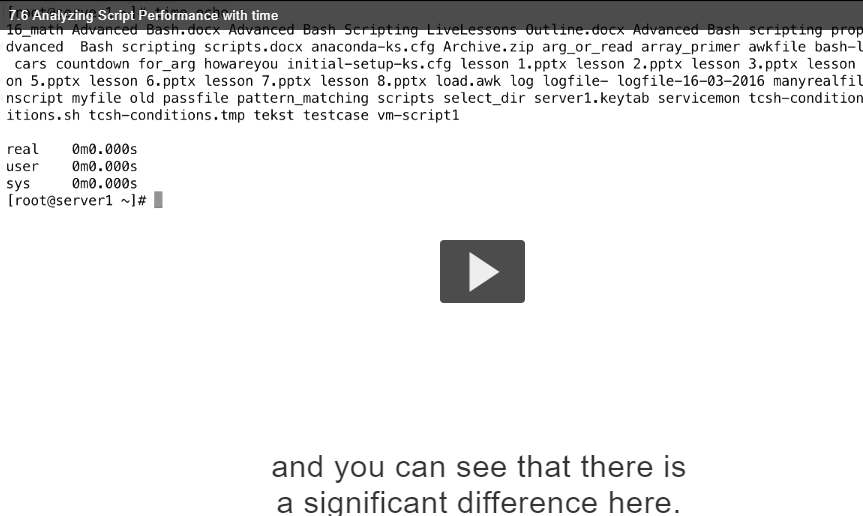 7.6 Analyzing Script Performance with time
[root@server1 ~]# time echo *
16_math Advanced Bash.docx Advanced Bash Scripting LiveLessons Outline.docx Advanced Bash scripting prop
dvanced  Bash scripting scripts.docx anaconda-ks.cfg Archive.zip arg_or_read array_primer awkfile bash-l
cars countdown for_arg howareyou initial-setup-ks.cfg lesson 1.pptx lesson 2.pptx lesson 3.pptx lesson
on 5.pptx lesson 6.pptx lesson 7.pptx lesson 8.pptx load.awk log logfile- logfile-16-03-2016 manyrealfil
nscript myfile old passfile pattern_matching scripts select_dir server1.keytab servicemon tcsh-condition
itions.sh tcsh-conditions.tmp tekst testcase vm-script1
real    0m0.000s
user    0m0.000s
sys     0m0.000s
[root@server1 ~]#
and you can see that there is
a significant difference here.